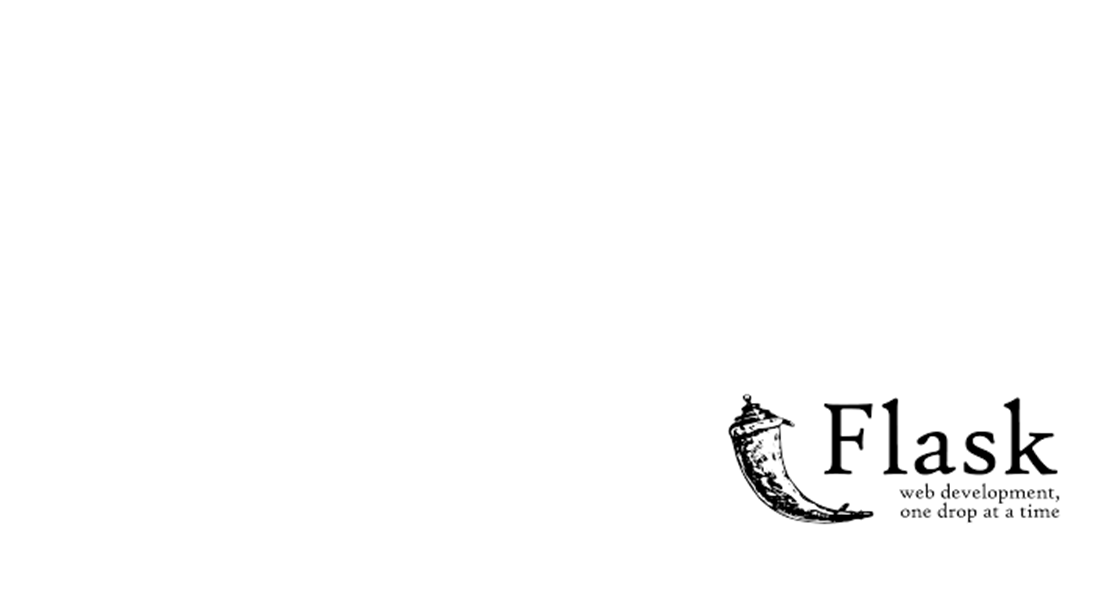 Flask
web development,
one drop at a time